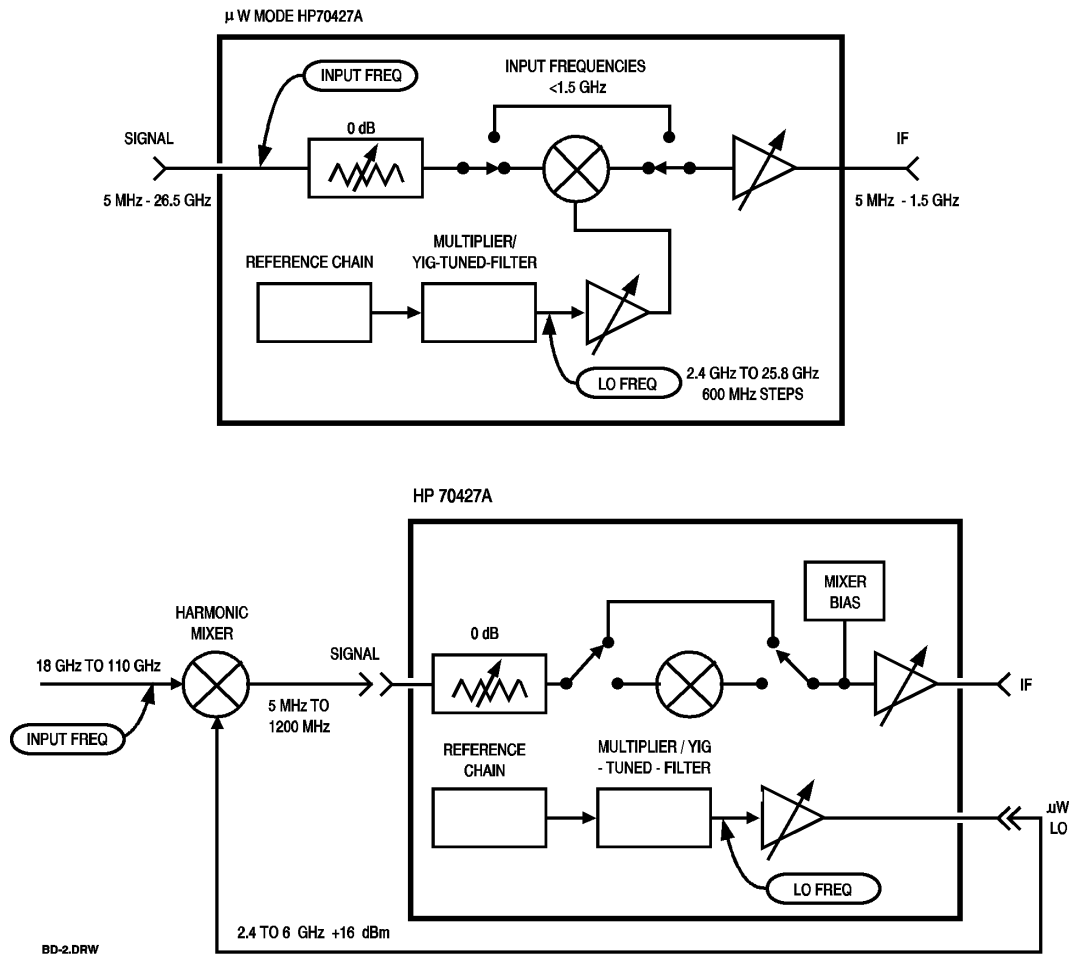 μ W MODE HP70427A
INPUT FREQ
INPUT FREQUENCIES
<1.5 GHz
SIGNAL
0 dB
IF
5 MHz - 26.5 GHz
5 MHz - 1.5 GHz
REFERENCE CHAIN
MULTIPLIER/
YIG-TUNED-FILTER
LO FREQ
2.4 GHz TO 25.8 GHz
600 MHz STEPS
HP 70427A
HARMONIC
MIXER
MIXER
BIAS
0 dB
SIGNAL
18 GHz TO 110 GHz
5 MHz TO
1200 MHz
IF
INPUT FREQ
REFERENCE
CHAIN
MULTIPLIER / YIG
- TUNED - FILTER
μW
LO
LO FREQ
2.4 TO 6 GHz +16 dBm
BD-2.DRW